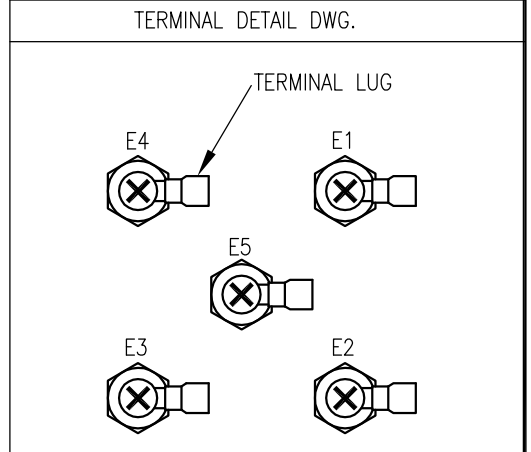 TERMINAL DETAIL DWG.
TERMINAL LUG
E4
E1
E5
E3
E2